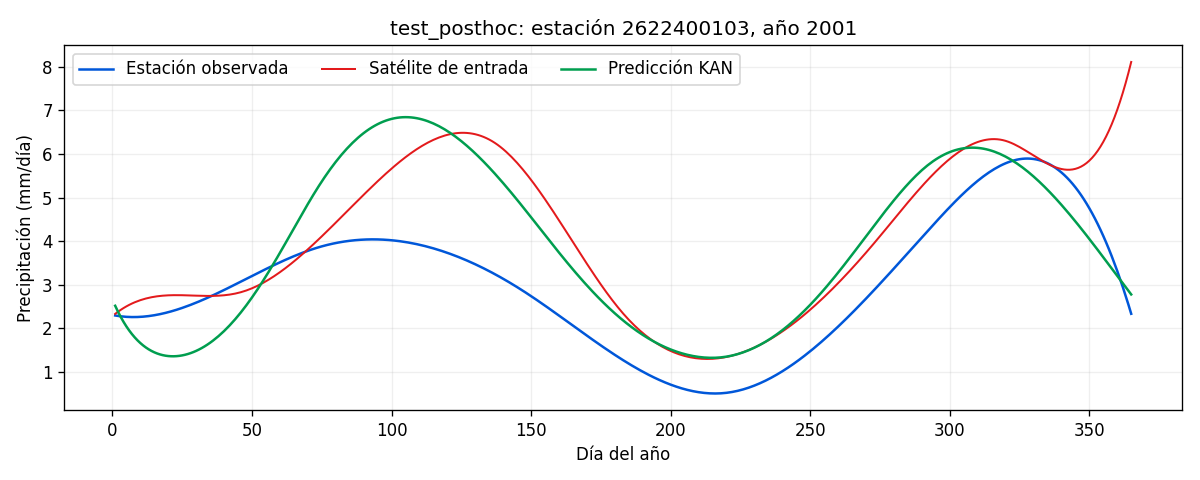 test_posthoc: estación 2622400103, año 2001
Estación observada
Satélite de entrada
Predicción KAN
Precipitación (mm/día)
8
7
6
5
4
3
2
1
0
50
100
150
200
250
300
350
Día del año